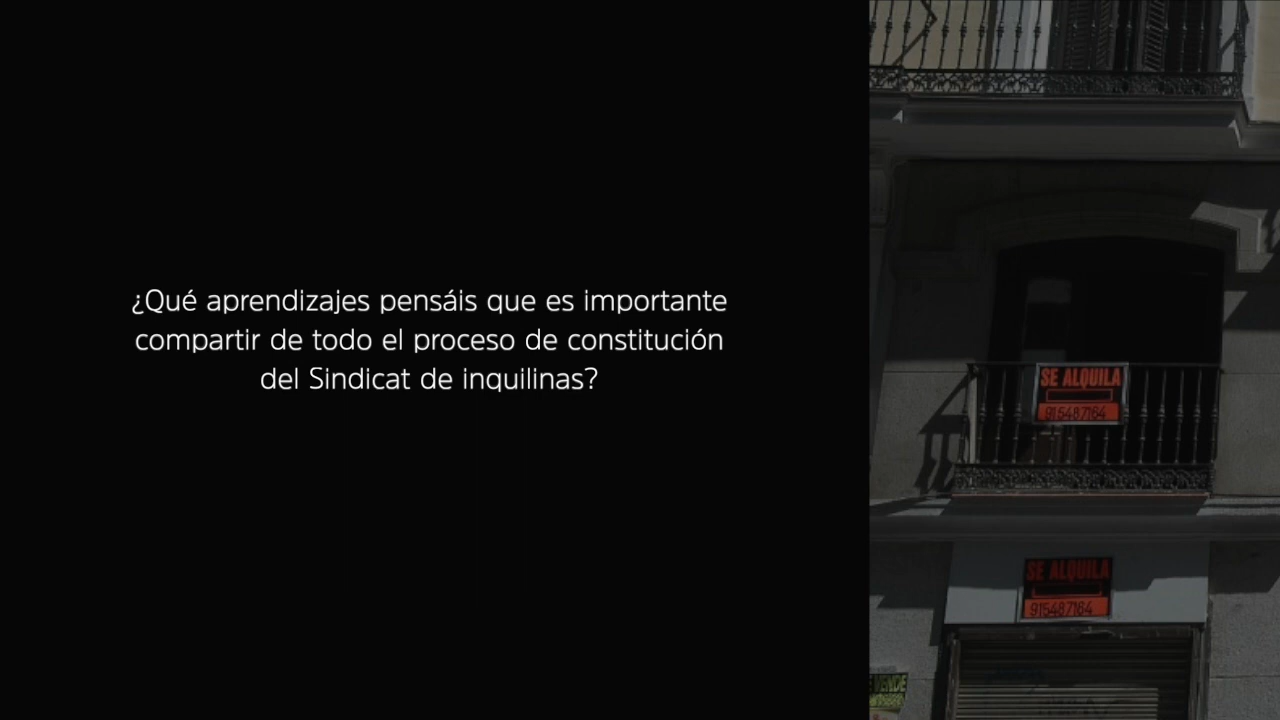 ¿Qué aprendizajes pensáis que es importante
compartir de todo el proceso de constitución
del Sindicat de inquilinas?
SE ALQUILA
915487164
SE ALQUILA
915487164
VENDE